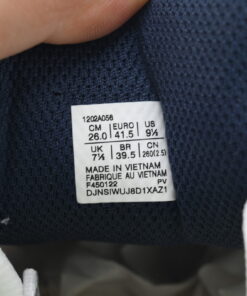 1202A056
CM EURO US
26.0 41.5 9½
UK BR CN
7½ 39.5 260(2.5)
MADE IN VIETNAM
FABRIQUE AU VIETNAM
F450122 PV
DJNSIWUJ8D1XAZ1